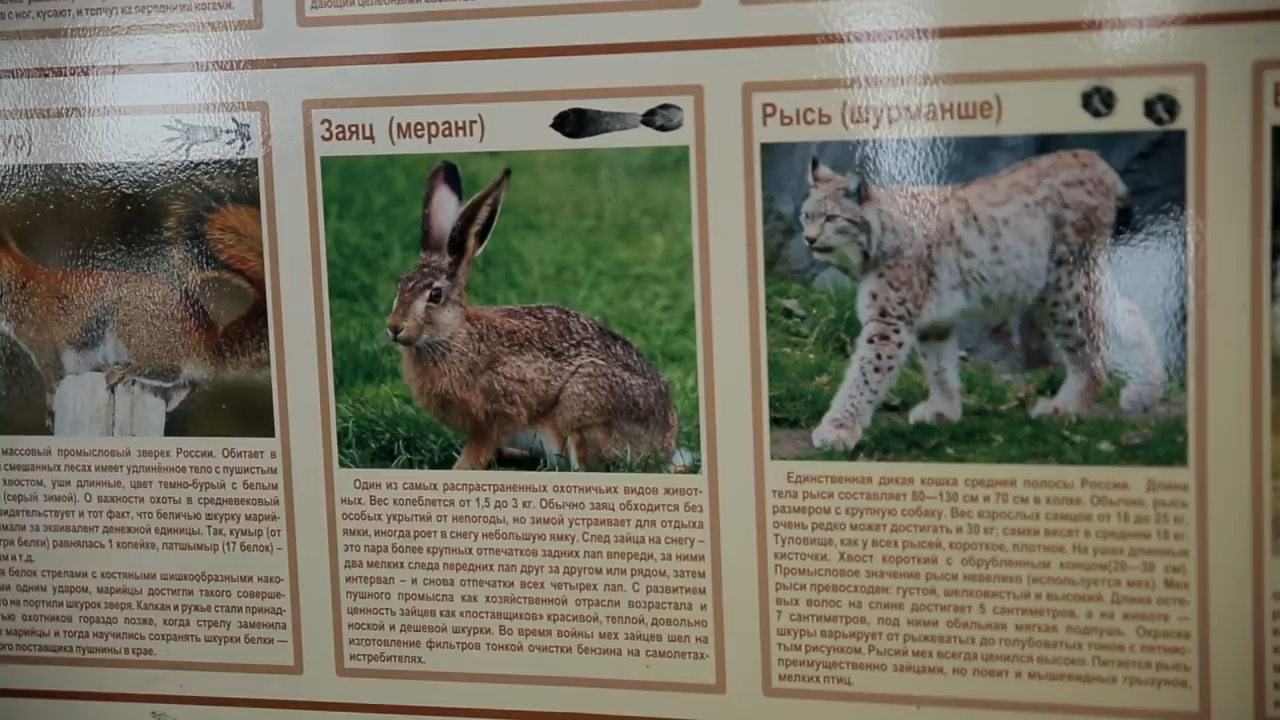 с ног, кусают, и топчут их передними ногами.
ур)
массовый промысловый зверек России. Обитает в
смешанных лесах имеет удлинённое тело с пушистым
хвостом, уши длинные, цвет темно-бурый с белым
(серый зимой). О важности охоты в средневековый
идетельствует и тот факт, что беличью шкурку марий-
мали за эквивалент денежной единицы. Так, кумыр (от
три белки) равнялась 1 копейке, латшымыр (17 белок) –
и т.д.
белок стрелами с костяными шишкообразными нако-
ми одним ударом, марийцы достигли такого соверше-
то не портили шкурок зверя. Капкан и ружье стали принад-
тью охотников гораздо позже, когда стрелу заменила
марийцы и тогда научились сохранять шкурки белки —
ого поставщика пушнины в крае.
Заяц (меранг)
Один из самых распространенных охотничьих видов живот-
ных. Вес колеблется от 1,5 до 3 кг. Обычно заяц обходится без
особых укрытий от непогоды, но зимой устраивает для отдыха
ямки, иногда роет в снегу небольшую ямку. След зайца на снегу –
это пара более крупных отпечатков задних лап впереди, за ними
два мелких следа передних лап друг за другом или рядом, затем
интервал – и снова отпечатки всех четырех лап. С развитием
пушного промысла как хозяйственной отрасли возрастала и
ценность зайцев как «поставщиков» красивой, теплой, довольно
ноской и дешевой шкурки. Во время войны мех зайцев шел на
изготовление фильтров тонкой очистки бензина на самолетах-
истребителях.
Рысь (шурманше)
Единственная дикая кошка средней полосы России. Длина
тела рыси составляет 80—130 см и 70 см в холке. Обычно, рысь
размером с крупную собаку. Вес взрослых самцов от 18 до 25 кг,
очень редко может достигать и 30 кг; самки весят в среднем 18 кг.
Туловище, как у всех рысей, короткое, плотное. На ушах длинные
кисточки. Хвост короткий с обрубленным концом(20—30 см).
Промысловое значение рыси невелико (используется мех). Мех
рыси превосходен: густой, шелковистый и высокий. Длина осте-
вых волос на спине достигает 5 сантиметров, а на животе —
7 сантиметров, под ними обильная мягкая подпушь. Окраска
шкуры варьирует от рыжеватых до голубоватых тонов с пятнис-
тым рисунком. Рысий мех всегда ценился высоко. Питается рысь
преимущественно зайцами, но ловит и мышевидных грызунов,
мелких птиц.